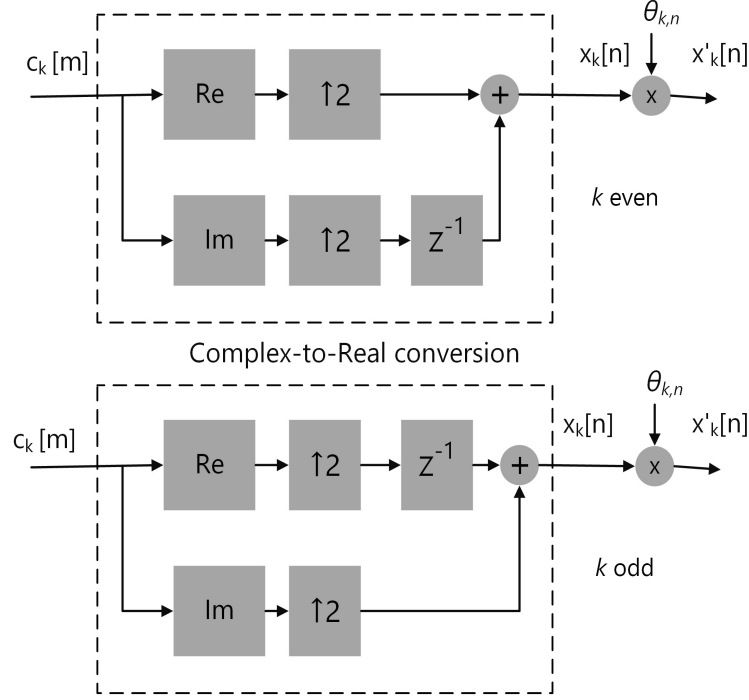 θk,n
ck [m]
xk[n]
x'k[n]
Re
↑2
+
x
k even
Im
↑2
Z-1
Complex-to-Real conversion
θk,n
ck [m]
xk[n]
x'k[n]
Re
↑2
Z-1
+
x
k odd
Im
↑2